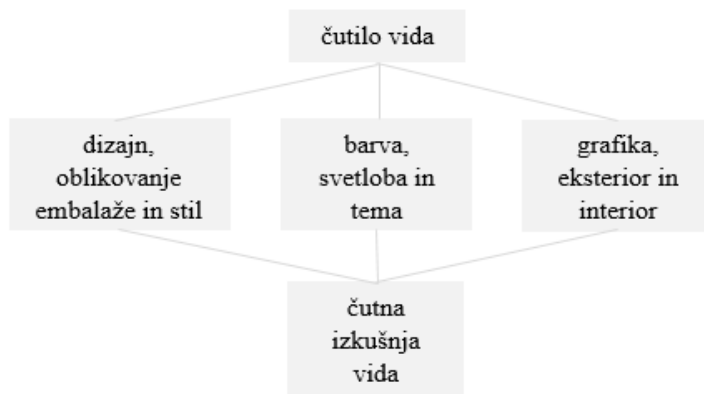 čutilo vida
dizajn,
oblikovanje
embalaže in stil
barva,
svetloba in
tema
grafika,
eksterior in
interior
čutna
izkušnja
vida